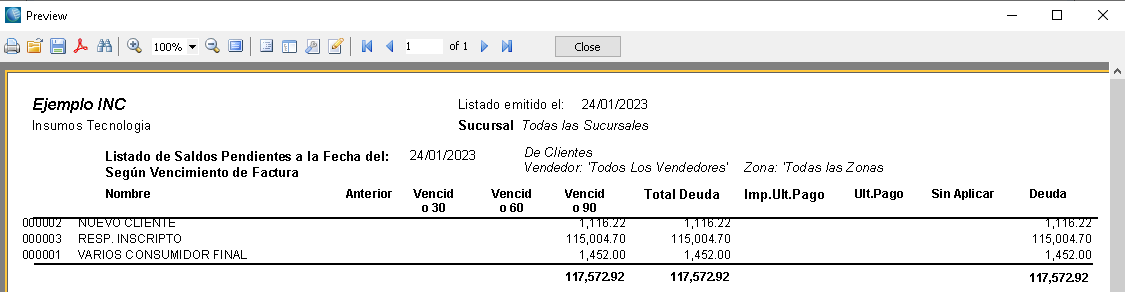 Preview
100% 1 of 1 Close
Ejemplo INC Listado emitido el: 24/01/2023
Insumos Tecnologia Sucursal Todas las Sucursales
Listado de Saldos Pendientes a la Fecha del: 24/01/2023 De Clientes
Según Vencimiento de Factura Vendedor: 'Todos Los Vendedores' Zona: 'Todas las Zonas
Nombre Anterior Vencid Vencid Vencid Total Deuda Imp.Ult.Pago Ult.Pago Sin Aplicar Deuda
o 30 o 60 o 90
000002 NUEVO CLIENTE 1,116.22 1,116.22 1,116.22
000003 RESP. INSCRIPTO 115,004.70 115,004.70 115,004.70
000001 VARIOS CONSUMIDOR FINAL 1,452.00 1,452.00 1,452.00
117,572.92 117,572.92 117,572.92